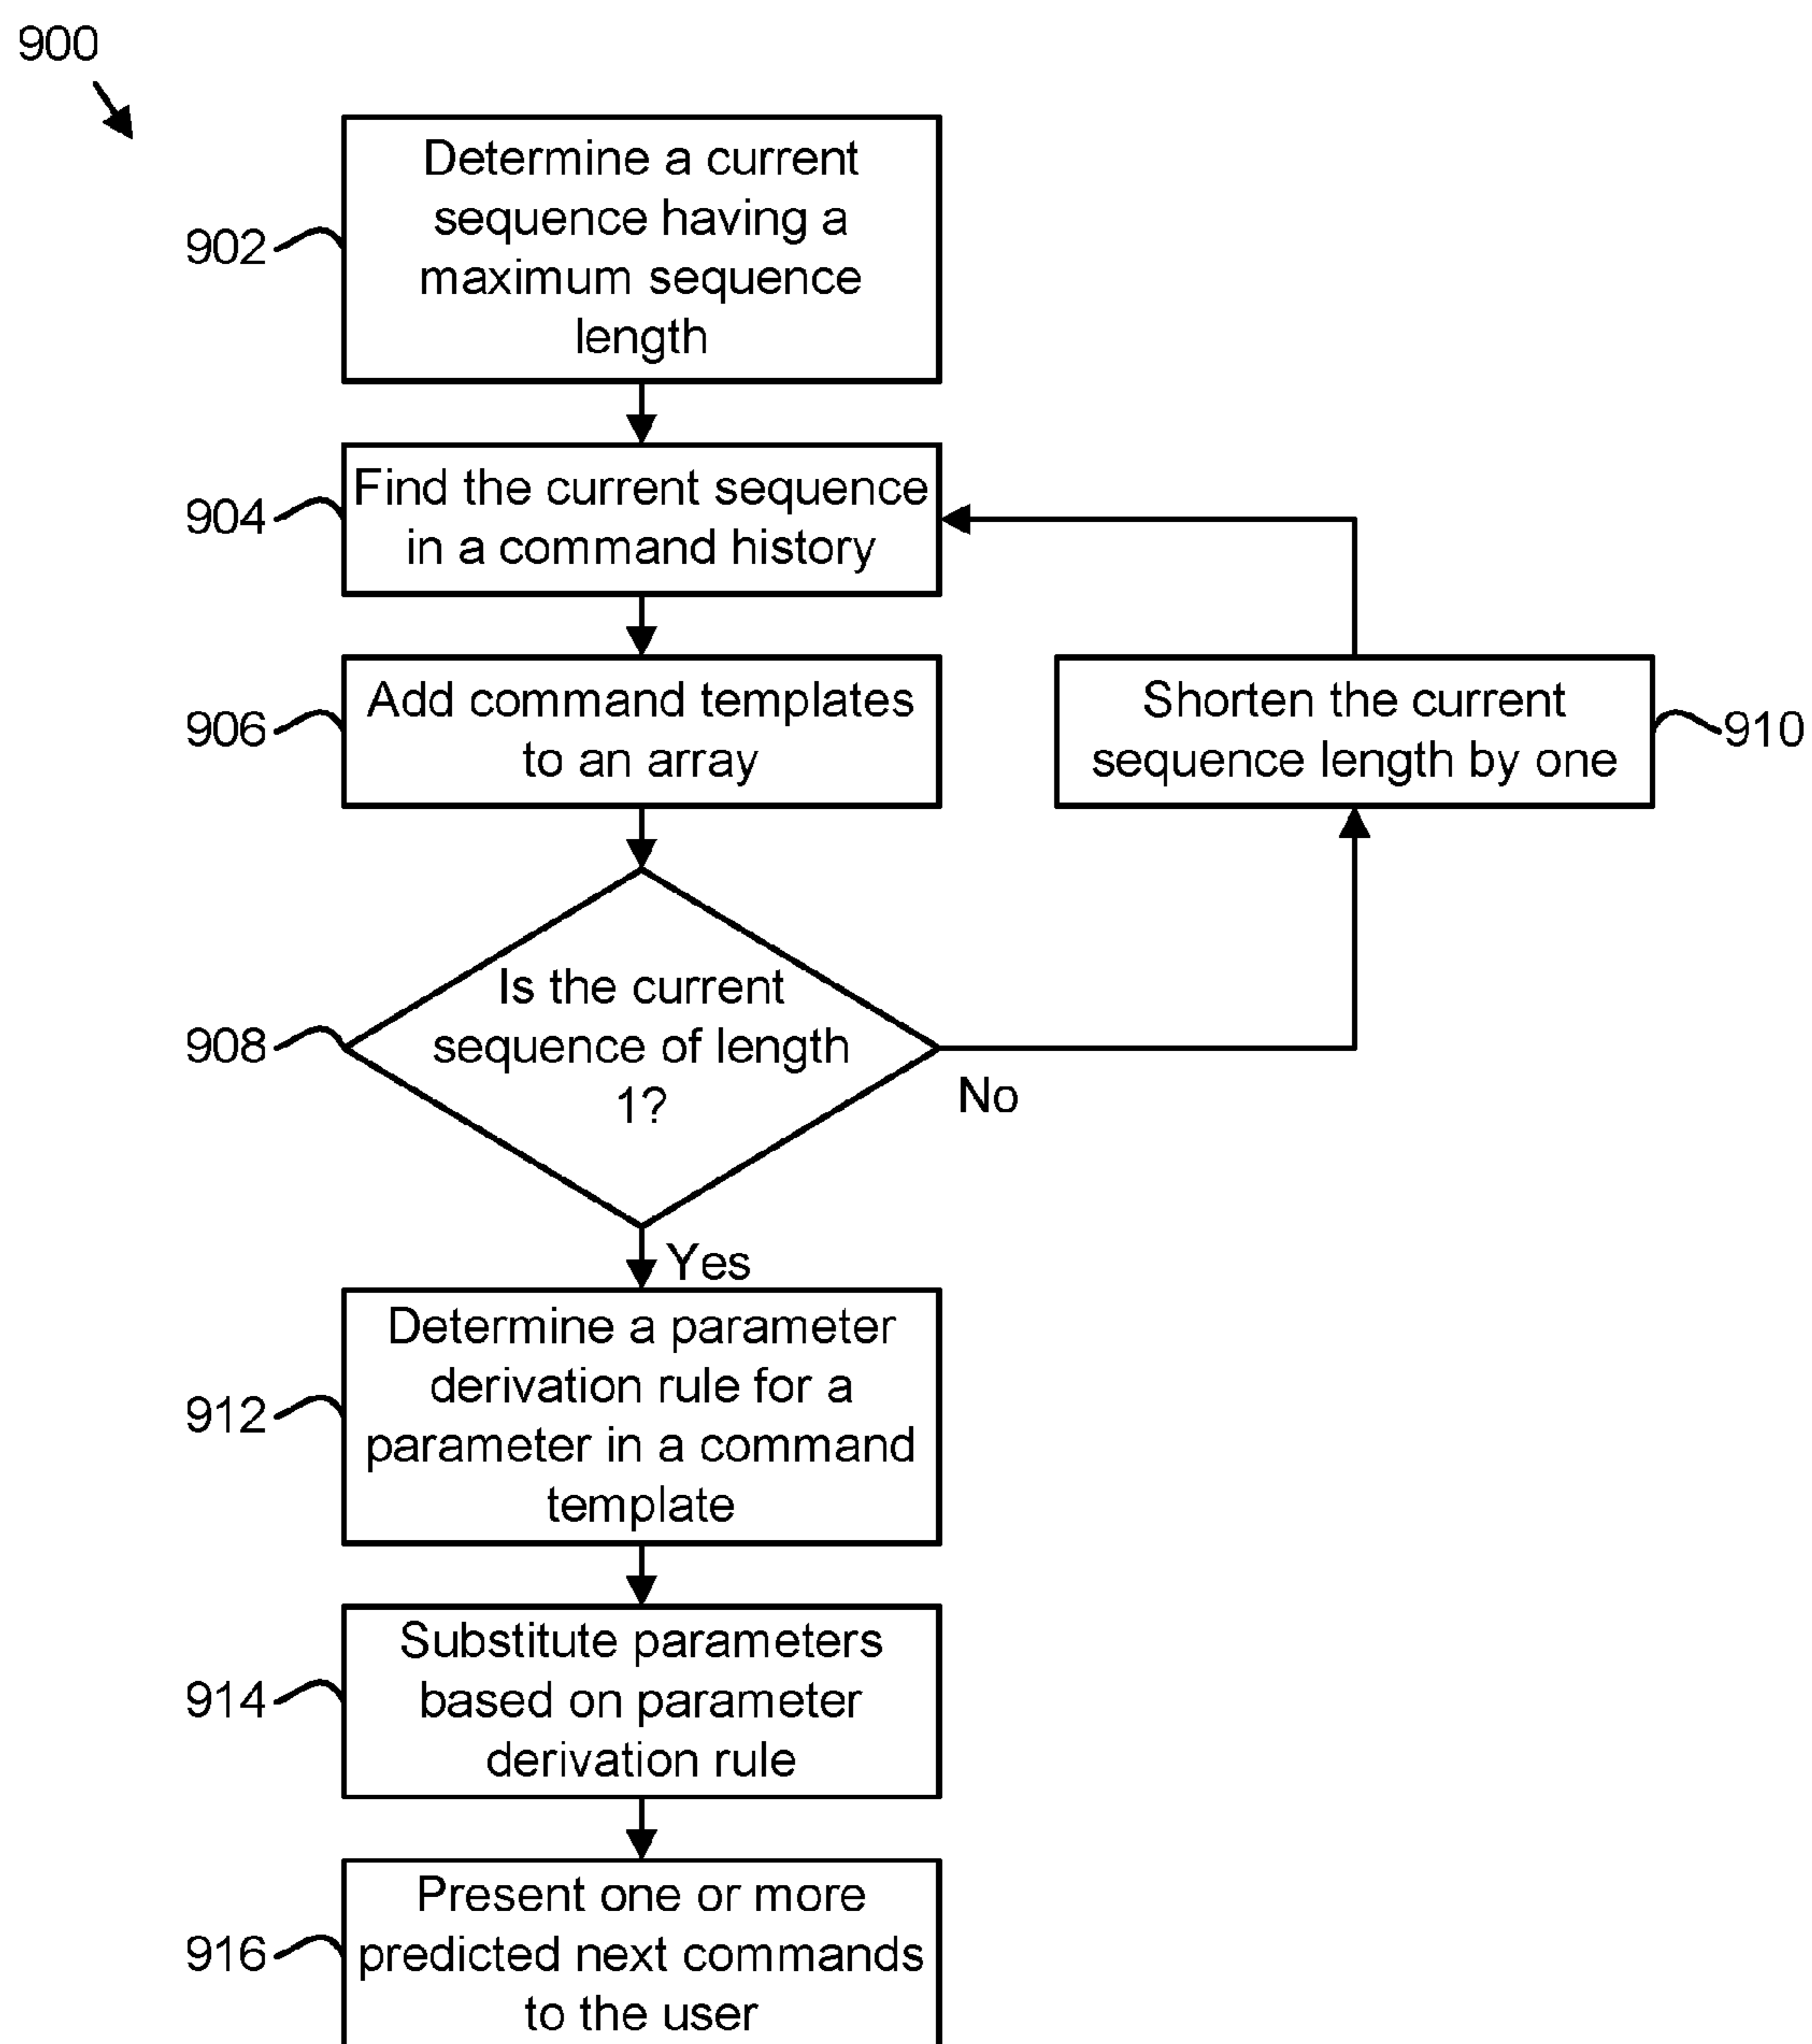 900
902
Determine a current
sequence having a
maximum sequence
length
904
Find the current sequence
in a command history
906
Add command templates
to an array
Shorten the current
sequence length by one
910
908
Is the current
sequence of length
1?
No
Yes
912
Determine a parameter
derivation rule for a
parameter in a command
template
914
Substitute parameters
based on parameter
derivation rule
916
Present one or more
predicted next commands
to the user